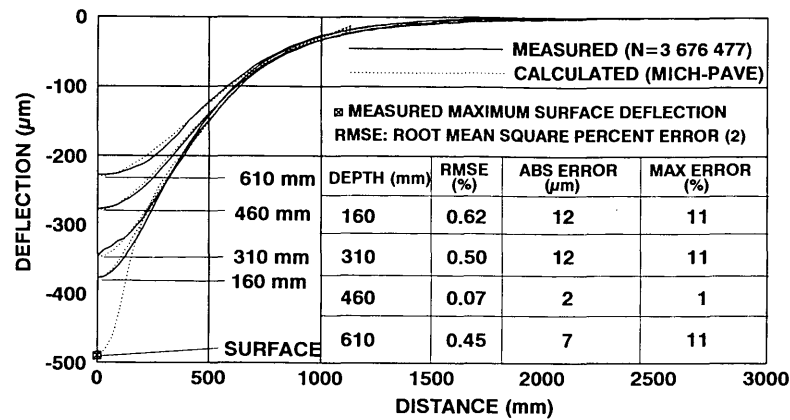 0
-100
-200
-300
-400
-500
DEFLECTION (µm)
MEASURED (N=3 676 477)
CALCULATED (MICH-PAVE)
MEASURED MAXIMUM SURFACE DEFLECTION
RMSE: ROOT MEAN SQUARE PERCENT ERROR (2)
DEPTH (mm) RMSE (%) ABS ERROR (µm) MAX ERROR (%)
160 0.62 12 11
310 0.50 12 11
460 0.07 2 1
610 0.45 7 11
610 mm
460 mm
310 mm
160 mm
SURFACE
0 500 1000 1500 2000 2500 3000
DISTANCE (mm)